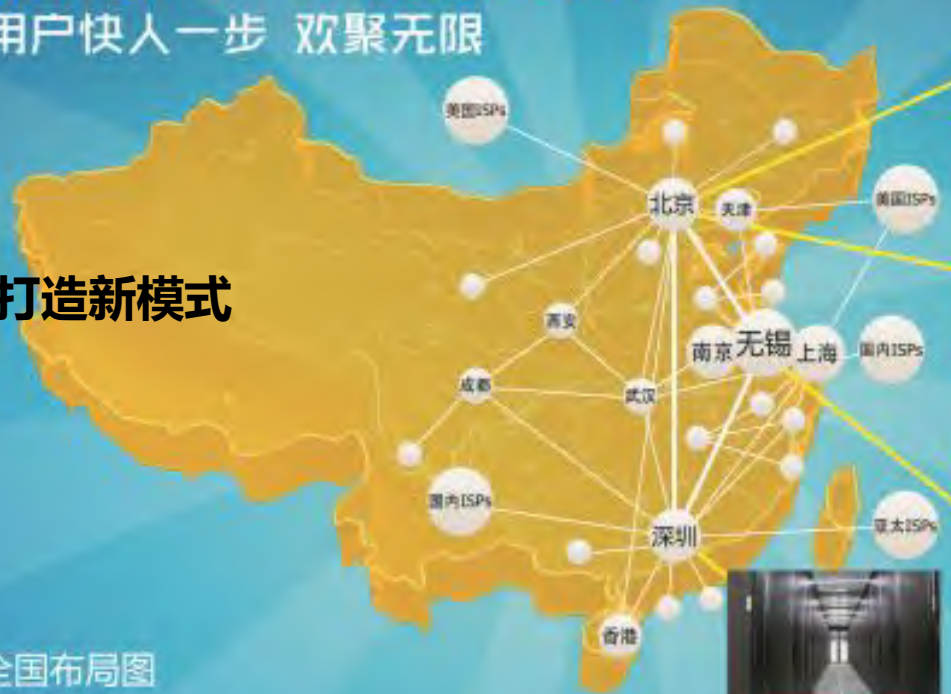 用户快人一步 欢聚无限
美国ISPs
北京
天津
美国ISPs
打造新模式
西安
南京
无锡
上海
国内ISPs
成都
武汉
国内ISPs
深圳
亚太ISPs
香港
全国布局图